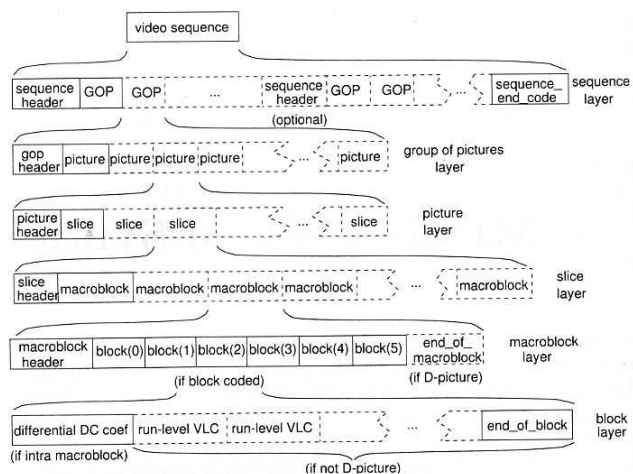 video sequence
sequence header GOP GOP ... sequence header GOP GOP ... sequence_ end_code sequence layer
(optional)
gop header picture picture picture picture ... picture group of pictures layer
picture header slice slice slice ... slice picture layer
slice header macroblock macroblock macroblock macroblock ... macroblock slice layer
macroblock header block(0) block(1) block(2) block(3) block(4) block(5) end_of_ macroblock macroblock layer
(if block coded) (if D-picture)
differential DC coef run-level VLC run-level VLC ... end_of_block block layer
(if intra macroblock) (if not D-picture)